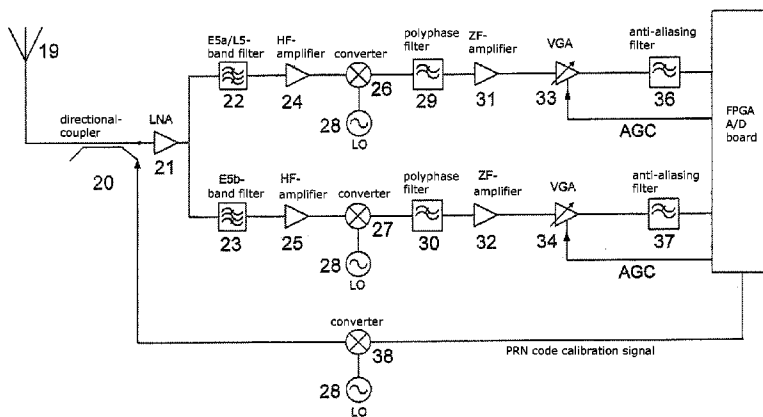 19
directional-
coupler
20
LNA
21
E5a/L5-
band filter
22
HF-
amplifier
24
converter
26
28
LO
polyphase
filter
29
ZF-
amplifier
31
VGA
33
anti-aliasing
filter
36
AGC
FPGA
A/D
board
E5b-
band filter
23
HF-
amplifier
25
converter
27
28
LO
polyphase
filter
30
ZF-
amplifier
32
VGA
34
anti-aliasing
filter
37
AGC
converter
38
28
LO
PRN code calibration signal